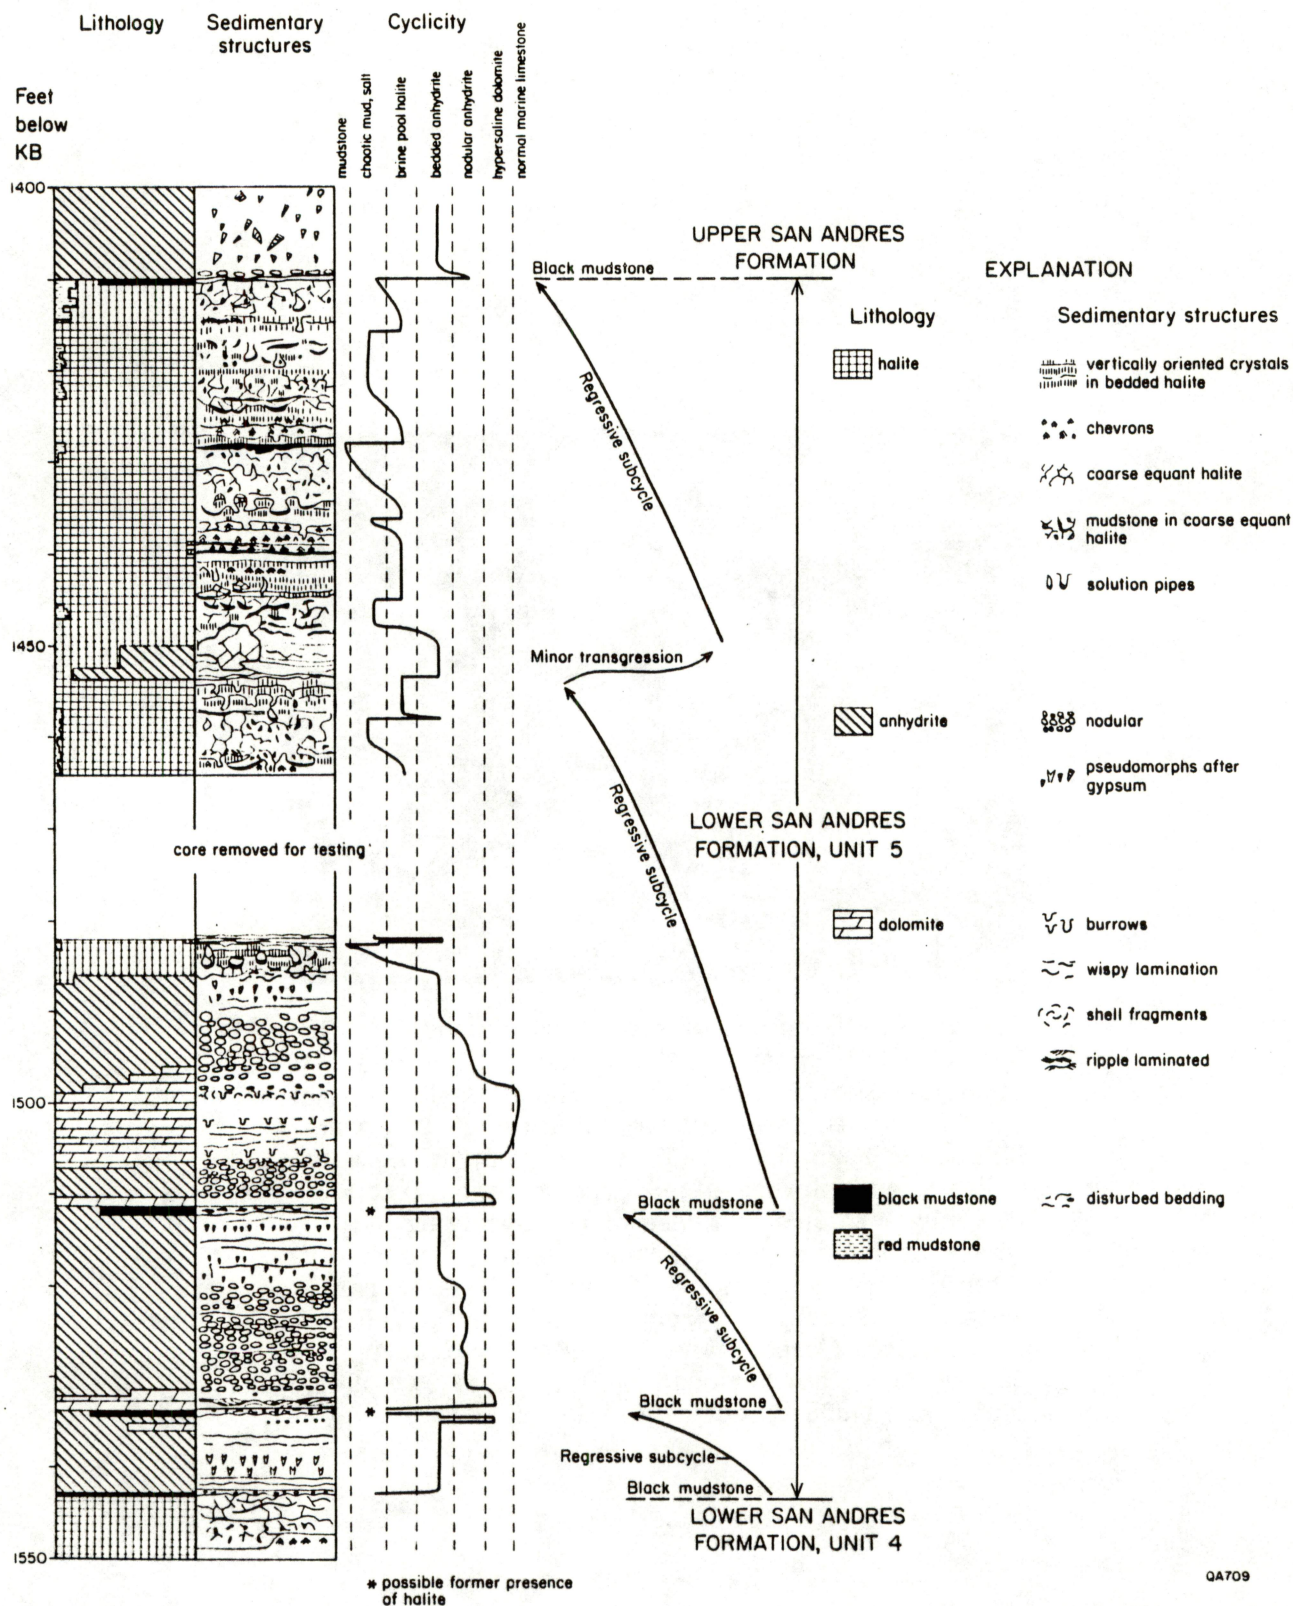 Lithology
Sedimentary
structures
Cyclicity
Feet
below
KB
mudstone
chaotic mud, salt
brine pool halite
bedded anhydrite
nodular anhydrite
hypersaline dolomite
normal marine limestone
1400
1450
1500
1550
core removed for testing
* possible former presence
of halite
*
*
UPPER SAN ANDRES
FORMATION
Black mudstone
Regressive subcycle
Minor transgression
Regressive subcycle
LOWER SAN ANDRES
FORMATION, UNIT 5
Black mudstone
Regressive subcycle
Black mudstone
Regressive subcycle
Black mudstone
LOWER SAN ANDRES
FORMATION, UNIT 4
EXPLANATION
Lithology
halite
anhydrite
dolomite
black mudstone
red mudstone
Sedimentary structures
vertically oriented crystals
in bedded halite
chevrons
coarse equant halite
mudstone in coarse equant
halite
solution pipes
nodular
pseudomorphs after
gypsum
burrows
wispy lamination
shell fragments
ripple laminated
disturbed bedding
QA709